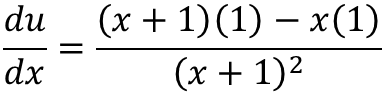 du/dx = ((x + 1)(1) − x(1))/(x + 1)²